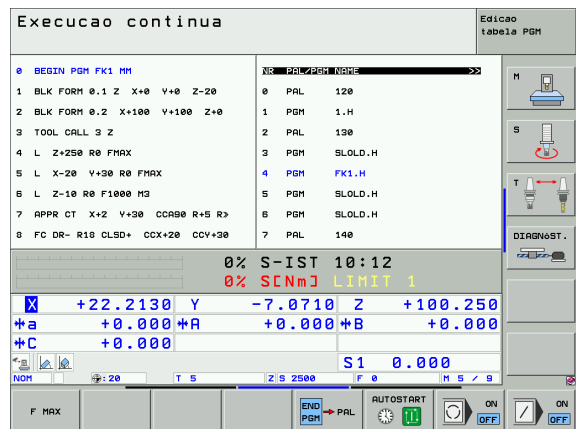 Execucao continua
Edicao
tabela PGM
0 BEGIN PGM FK1 MM
1 BLK FORM 0.1 Z X+0 Y+0 Z-20
2 BLK FORM 0.2 X+100 Y+100 Z+0
3 TOOL CALL 3 Z
4 L Z+250 R0 FMAX
5 L X-20 Y+30 R0 FMAX
6 L Z-10 R0 F1000 M3
7 APPR CT X+2 Y+30 CCA90 R+5 R»
8 FC DR- R18 CLSD+ CCX+20 CCY+30
NR PAL/PGM NAME >>
0 PAL 120
1 PGM 1.H
2 PAL 130
3 PGM SLOLD.H
4 PGM FK1.H
5 PGM SLOLD.H
6 PGM SLOLD.H
7 PAL 140
M
S
T
DIAGNÓST.
0% S-IST 10:12
0% S[Nm] LIMIT 1
X +22.2130 Y -7.0710 Z +100.250
a +0.000 A +0.000 B +0.000
C +0.000
S1 0.000
NOM : 20 T 5 Z S 2500 F 0 M 5 / 9
F MAX
END PGM → PAL
AUTOSTART
ON
OFF
ON
OFF